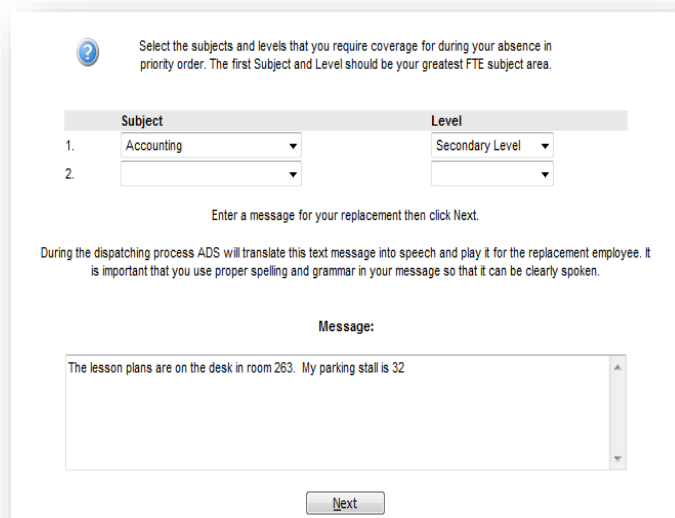 Select the subjects and levels that you require coverage for during your absence in
priority order. The first Subject and Level should be your greatest FTE subject area.
Subject Level
1. Accounting Secondary Level
2.
Enter a message for your replacement then click Next.
During the dispatching process ADS will translate this text message into speech and play it for the replacement employee. It
is important that you use proper spelling and grammar in your message so that it can be clearly spoken.
Message:
The lesson plans are on the desk in room 263. My parking stall is 32
Next